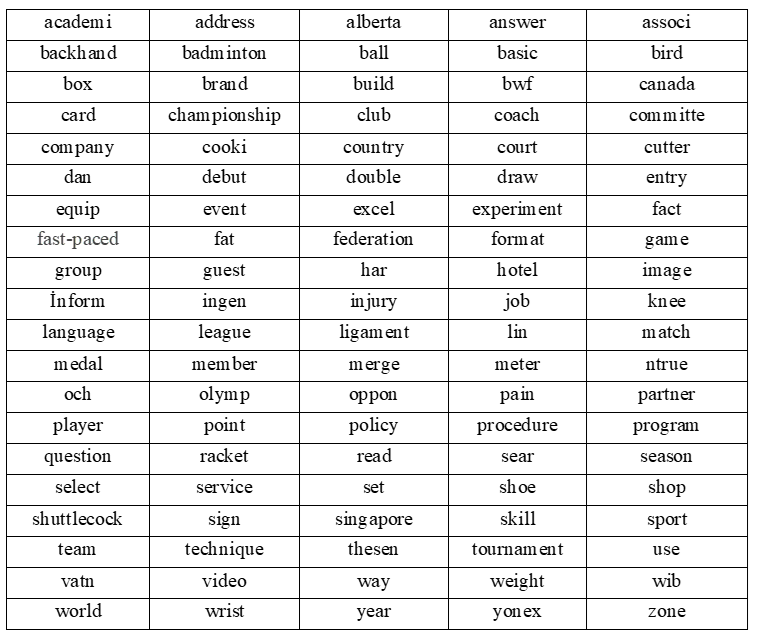 academi address alberta answer associ
backhand badminton ball basic bird
box brand build bwf canada
card championship club coach committe
company cooki country court cutter
dan debut double draw entry
equip event excel experiment fact
fast-paced fat federation format game
group guest har hotel image
İnform ingen injury job knee
language league ligament lin match
medal member merge meter ntrue
och olymp oppon pain partner
player point policy procedure program
question racket read sear season
select service set shoe shop
shuttlecock sign singapore skill sport
team technique thesen tournament use
vatn video way weight wib
world wrist year yonex zone